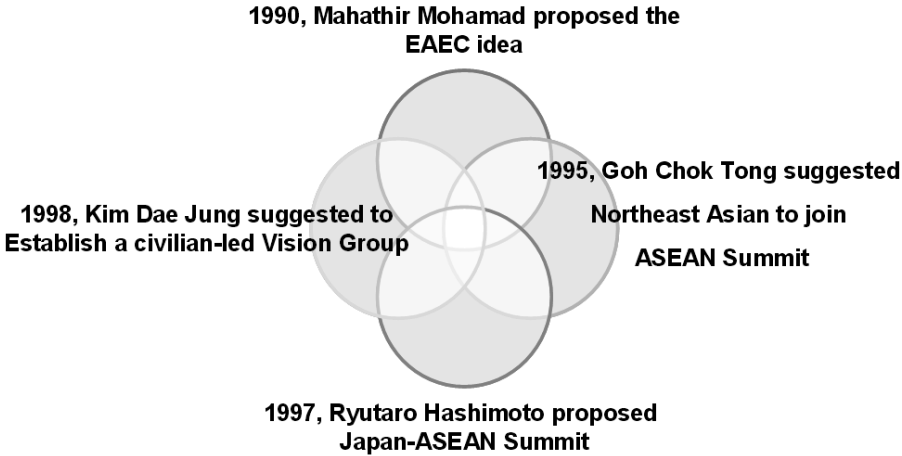 1990, Mahathir Mohamad proposed the
EAEC idea
1995, Goh Chok Tong suggested
Northeast Asian to join
ASEAN Summit
1998, Kim Dae Jung suggested to
Establish a civilian-led Vision Group
1997, Ryutaro Hashimoto proposed
Japan-ASEAN Summit